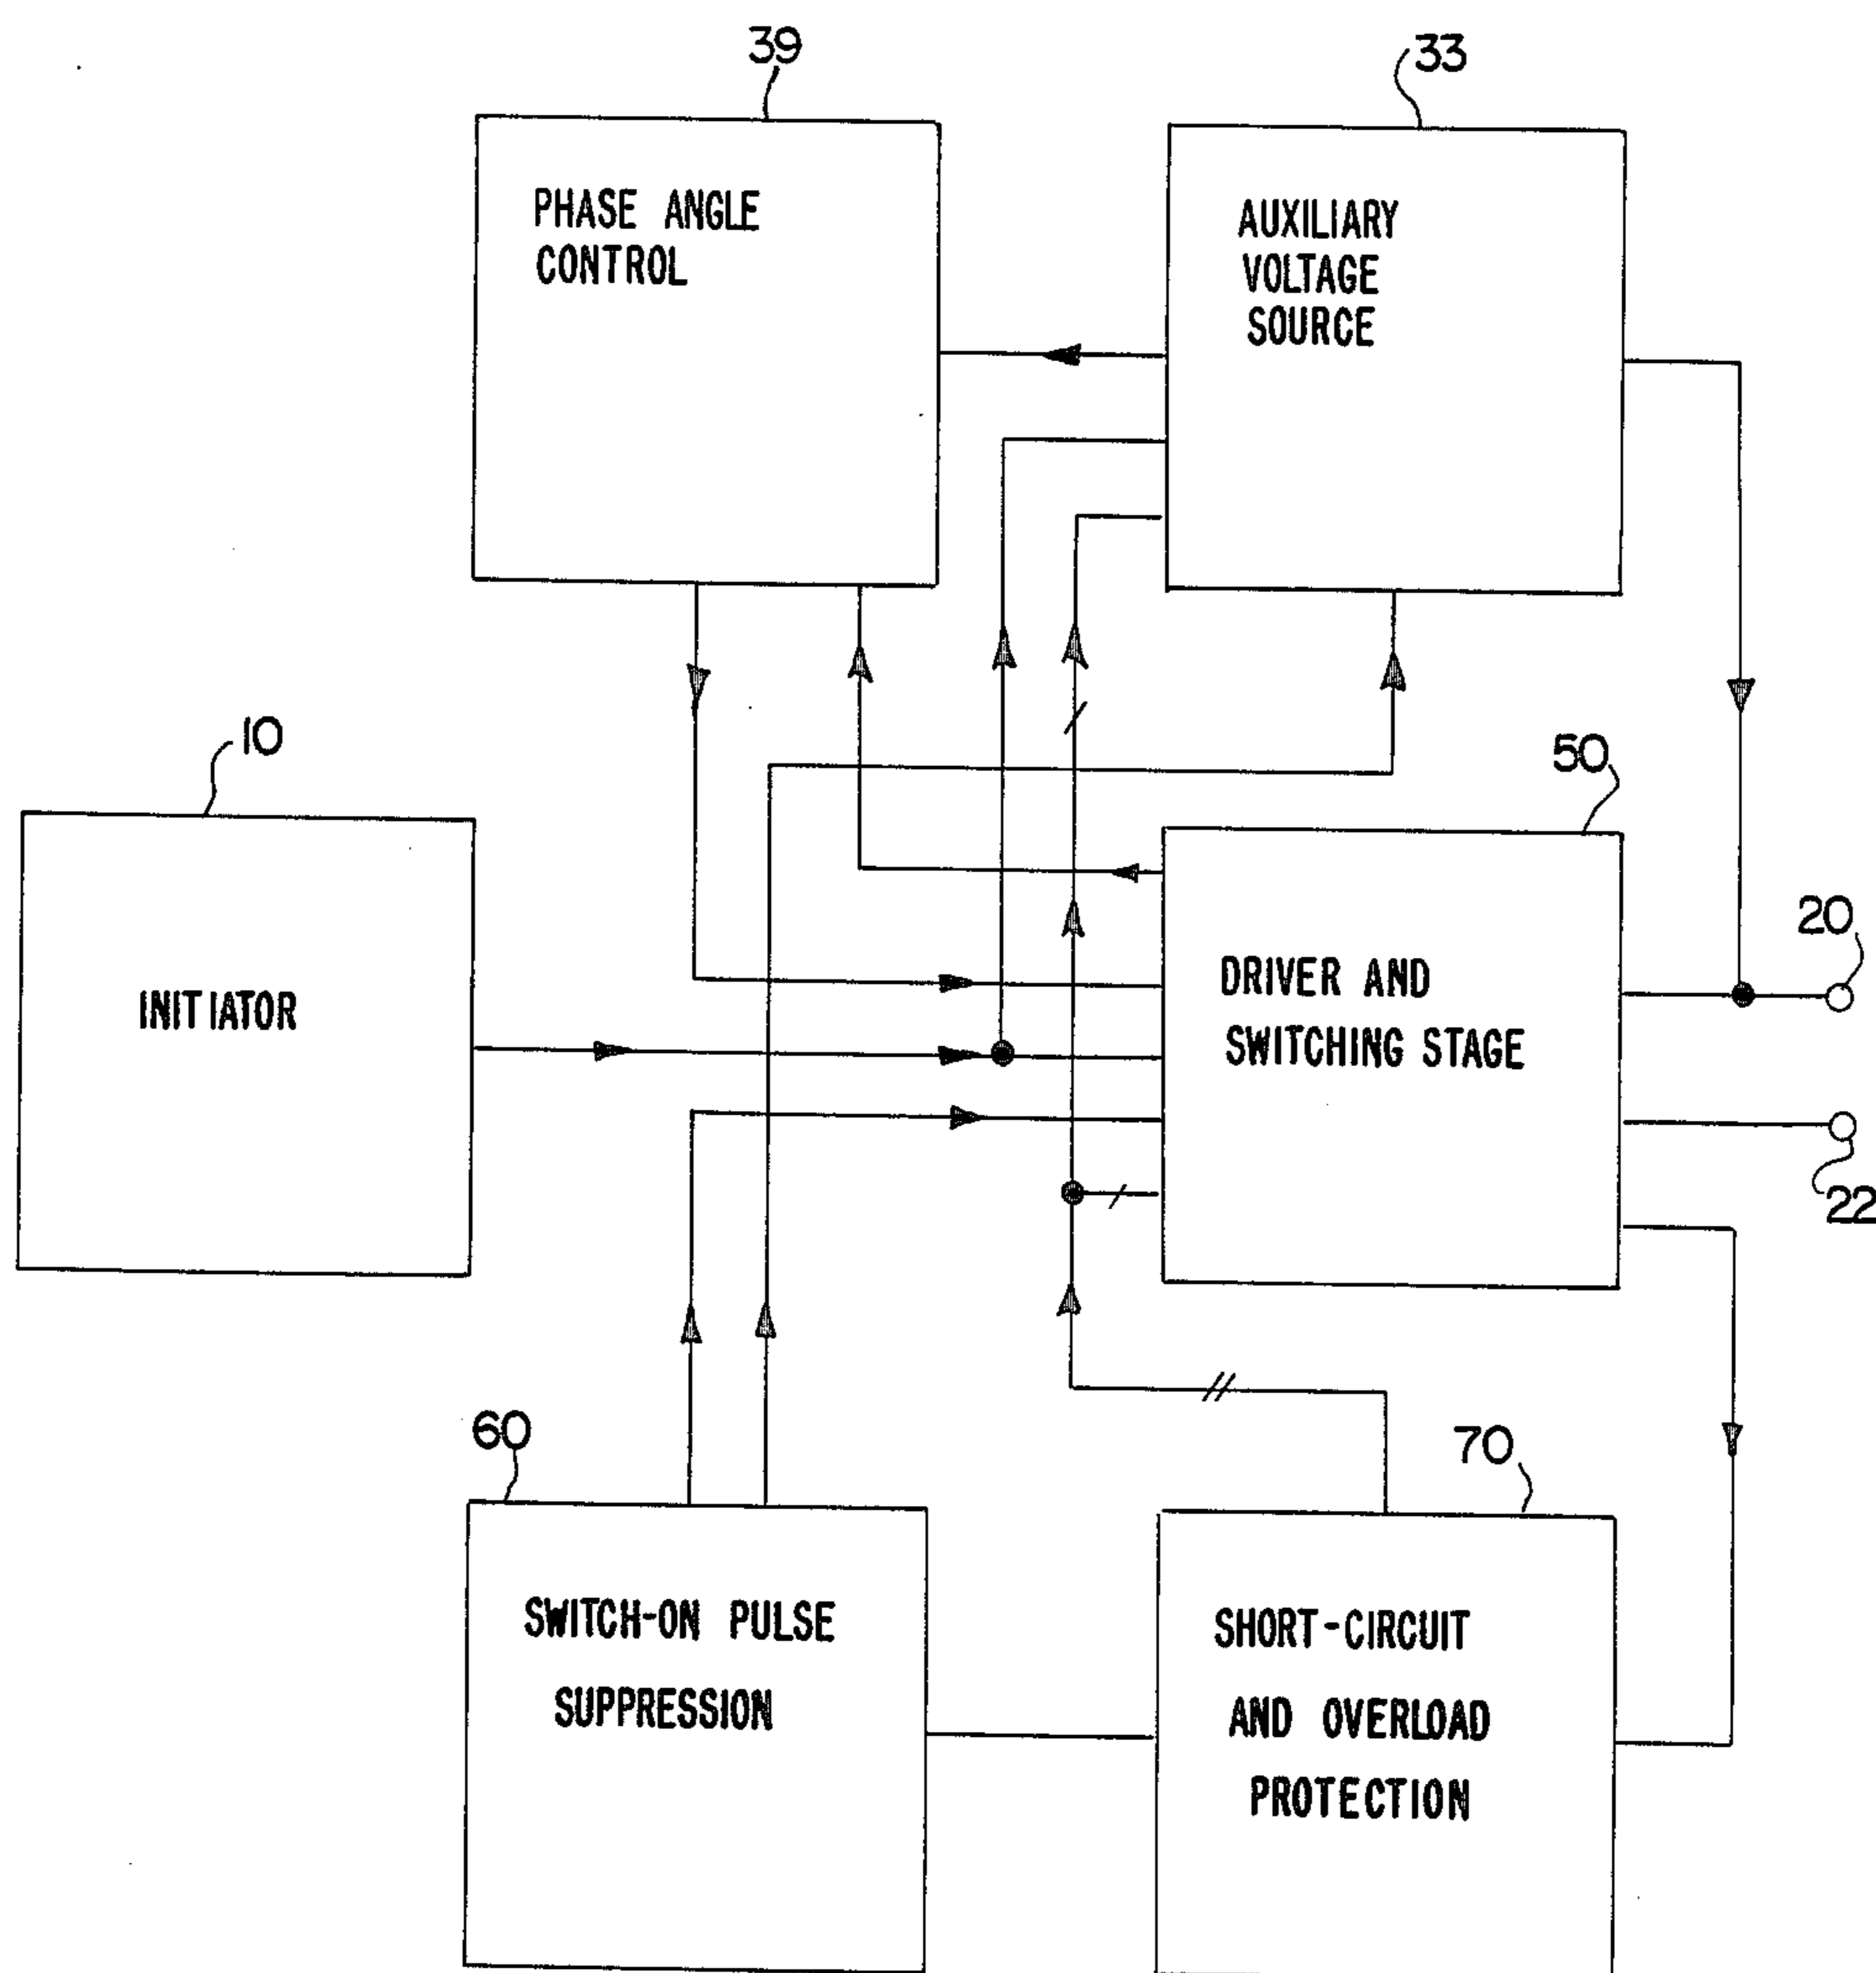 39
33
PHASE ANGLE
CONTROL
AUXILIARY
VOLTAGE
SOURCE
10
50
20
INITIATOR
DRIVER AND
SWITCHING STAGE
22
60
70
SWITCH-ON PULSE
SUPPRESSION
SHORT-CIRCUIT
AND OVERLOAD
PROTECTION